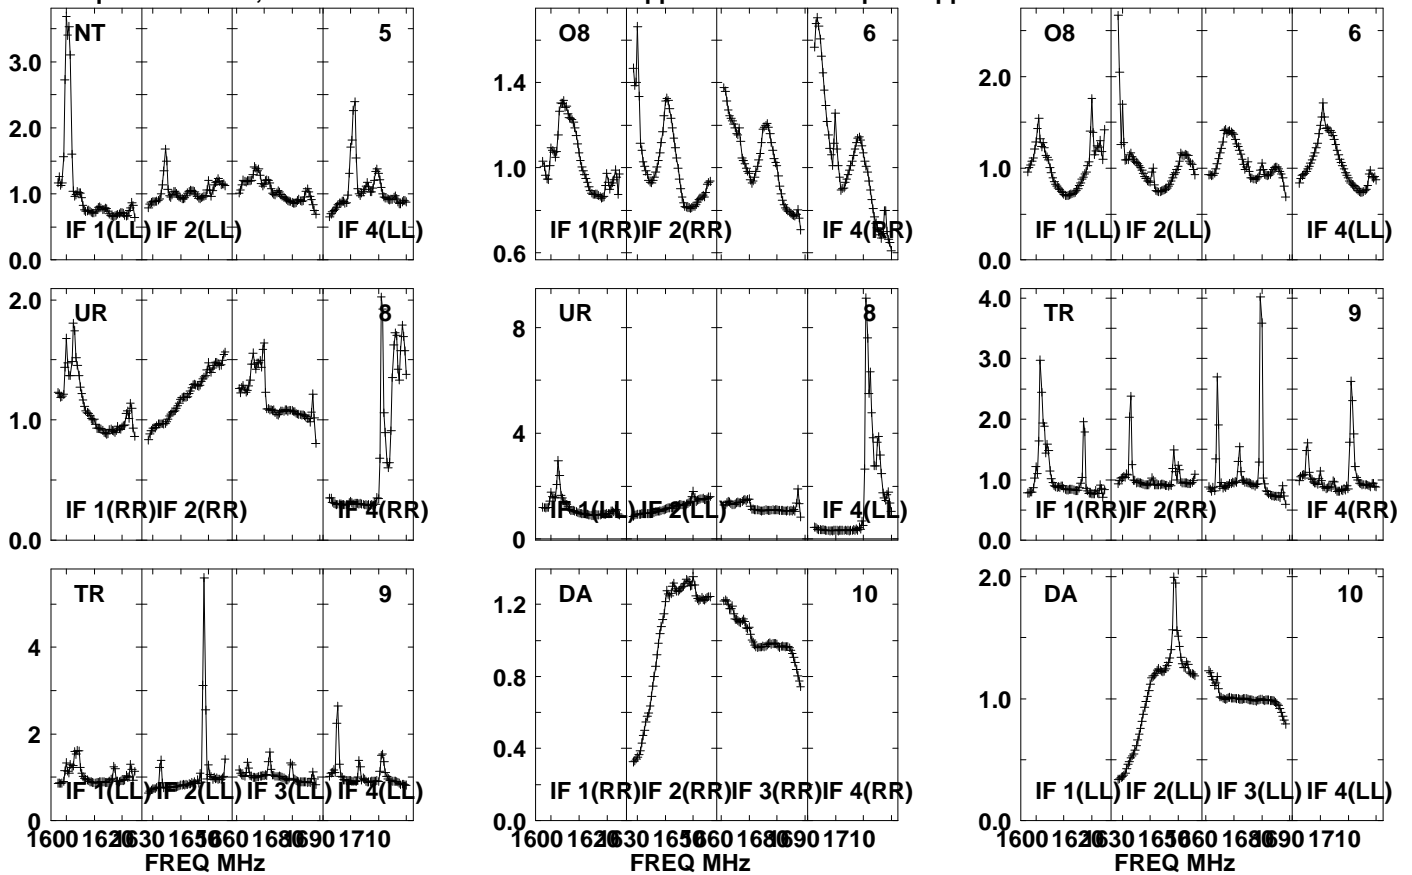 NT 5 O8 6 O8 6
3.0 1.4 2.0
2.0 1.0 1.0
1.0 0.6 0.0
0.0
IF 1(LL) IF 2(LL) IF 4(LL) IF 1(RR) IF 2(RR) IF 4(RR) IF 1(LL) IF 2(LL) IF 4(LL)
UR 8 UR 8 TR 9
2.0 8 4.0
1.0 4 3.0
0.0 0 2.0
1.0
0.0
IF 1(RR) IF 2(RR) IF 4(RR) IF 1(LL) IF 2(LL) IF 4(LL) IF 1(RR) IF 2(RR) IF 4(RR)
TR 9 DA 10 DA 10
4 1.2 2.0
2 0.8 1.0
0 0.4 0.0
0.0
IF 1(LL) IF 2(LL) IF 3(LL) IF 4(LL) IF 1(RR) IF 2(RR) IF 3(RR) IF 4(RR) IF 1(LL) IF 2(LL) IF 3(LL) IF 4(LL)
1600 1620 1630 1650 1660 1680 1690 1710 1600 1620 1630 1650 1660 1680 1690 1710 1600 1620 1630 1650 1660 1680 1690 1710
FREQ MHz FREQ MHz